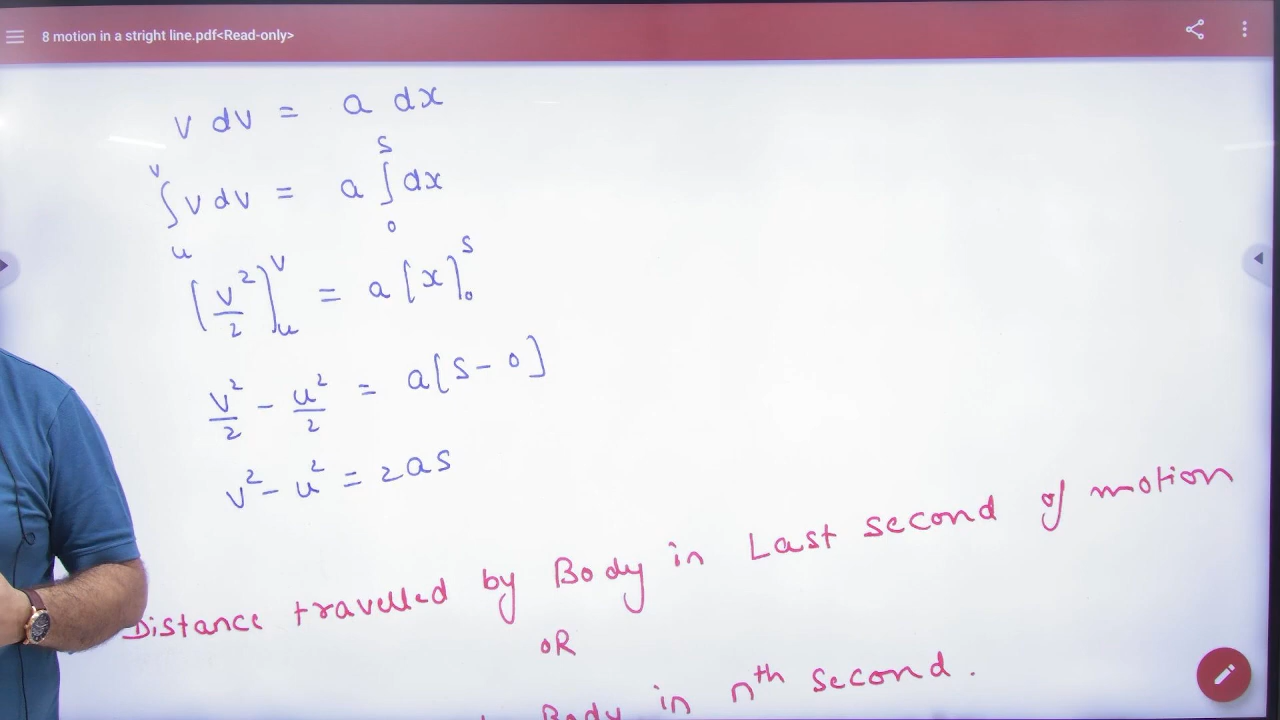 8 motion in a stright line.pdf<Read-only>
v dv = a dx
∫ᵤᵛ v dv = a ∫₀ˢ dx
[v²/2]ᵤᵛ = a [x]₀ˢ
v²/2 - u²/2 = a[s - 0]
v² - u² = 2as
Distance travelled by Body in Last second of motion
OR
Body in nᵗʰ second.